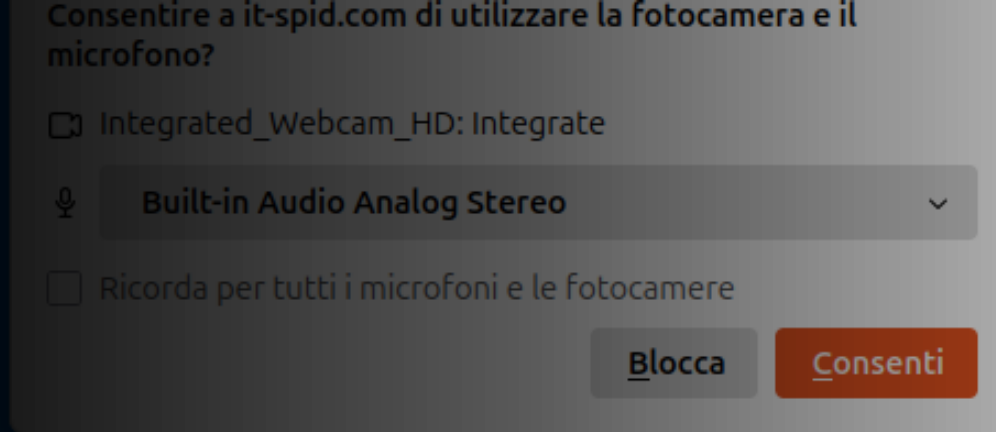 Consentire a it-spid.com di utilizzare la fotocamera e il
microfono?
Integrated_Webcam_HD: Integrate
Built-in Audio Analog Stereo
Ricorda per tutti i microfoni e le fotocamere
Blocca
Consenti